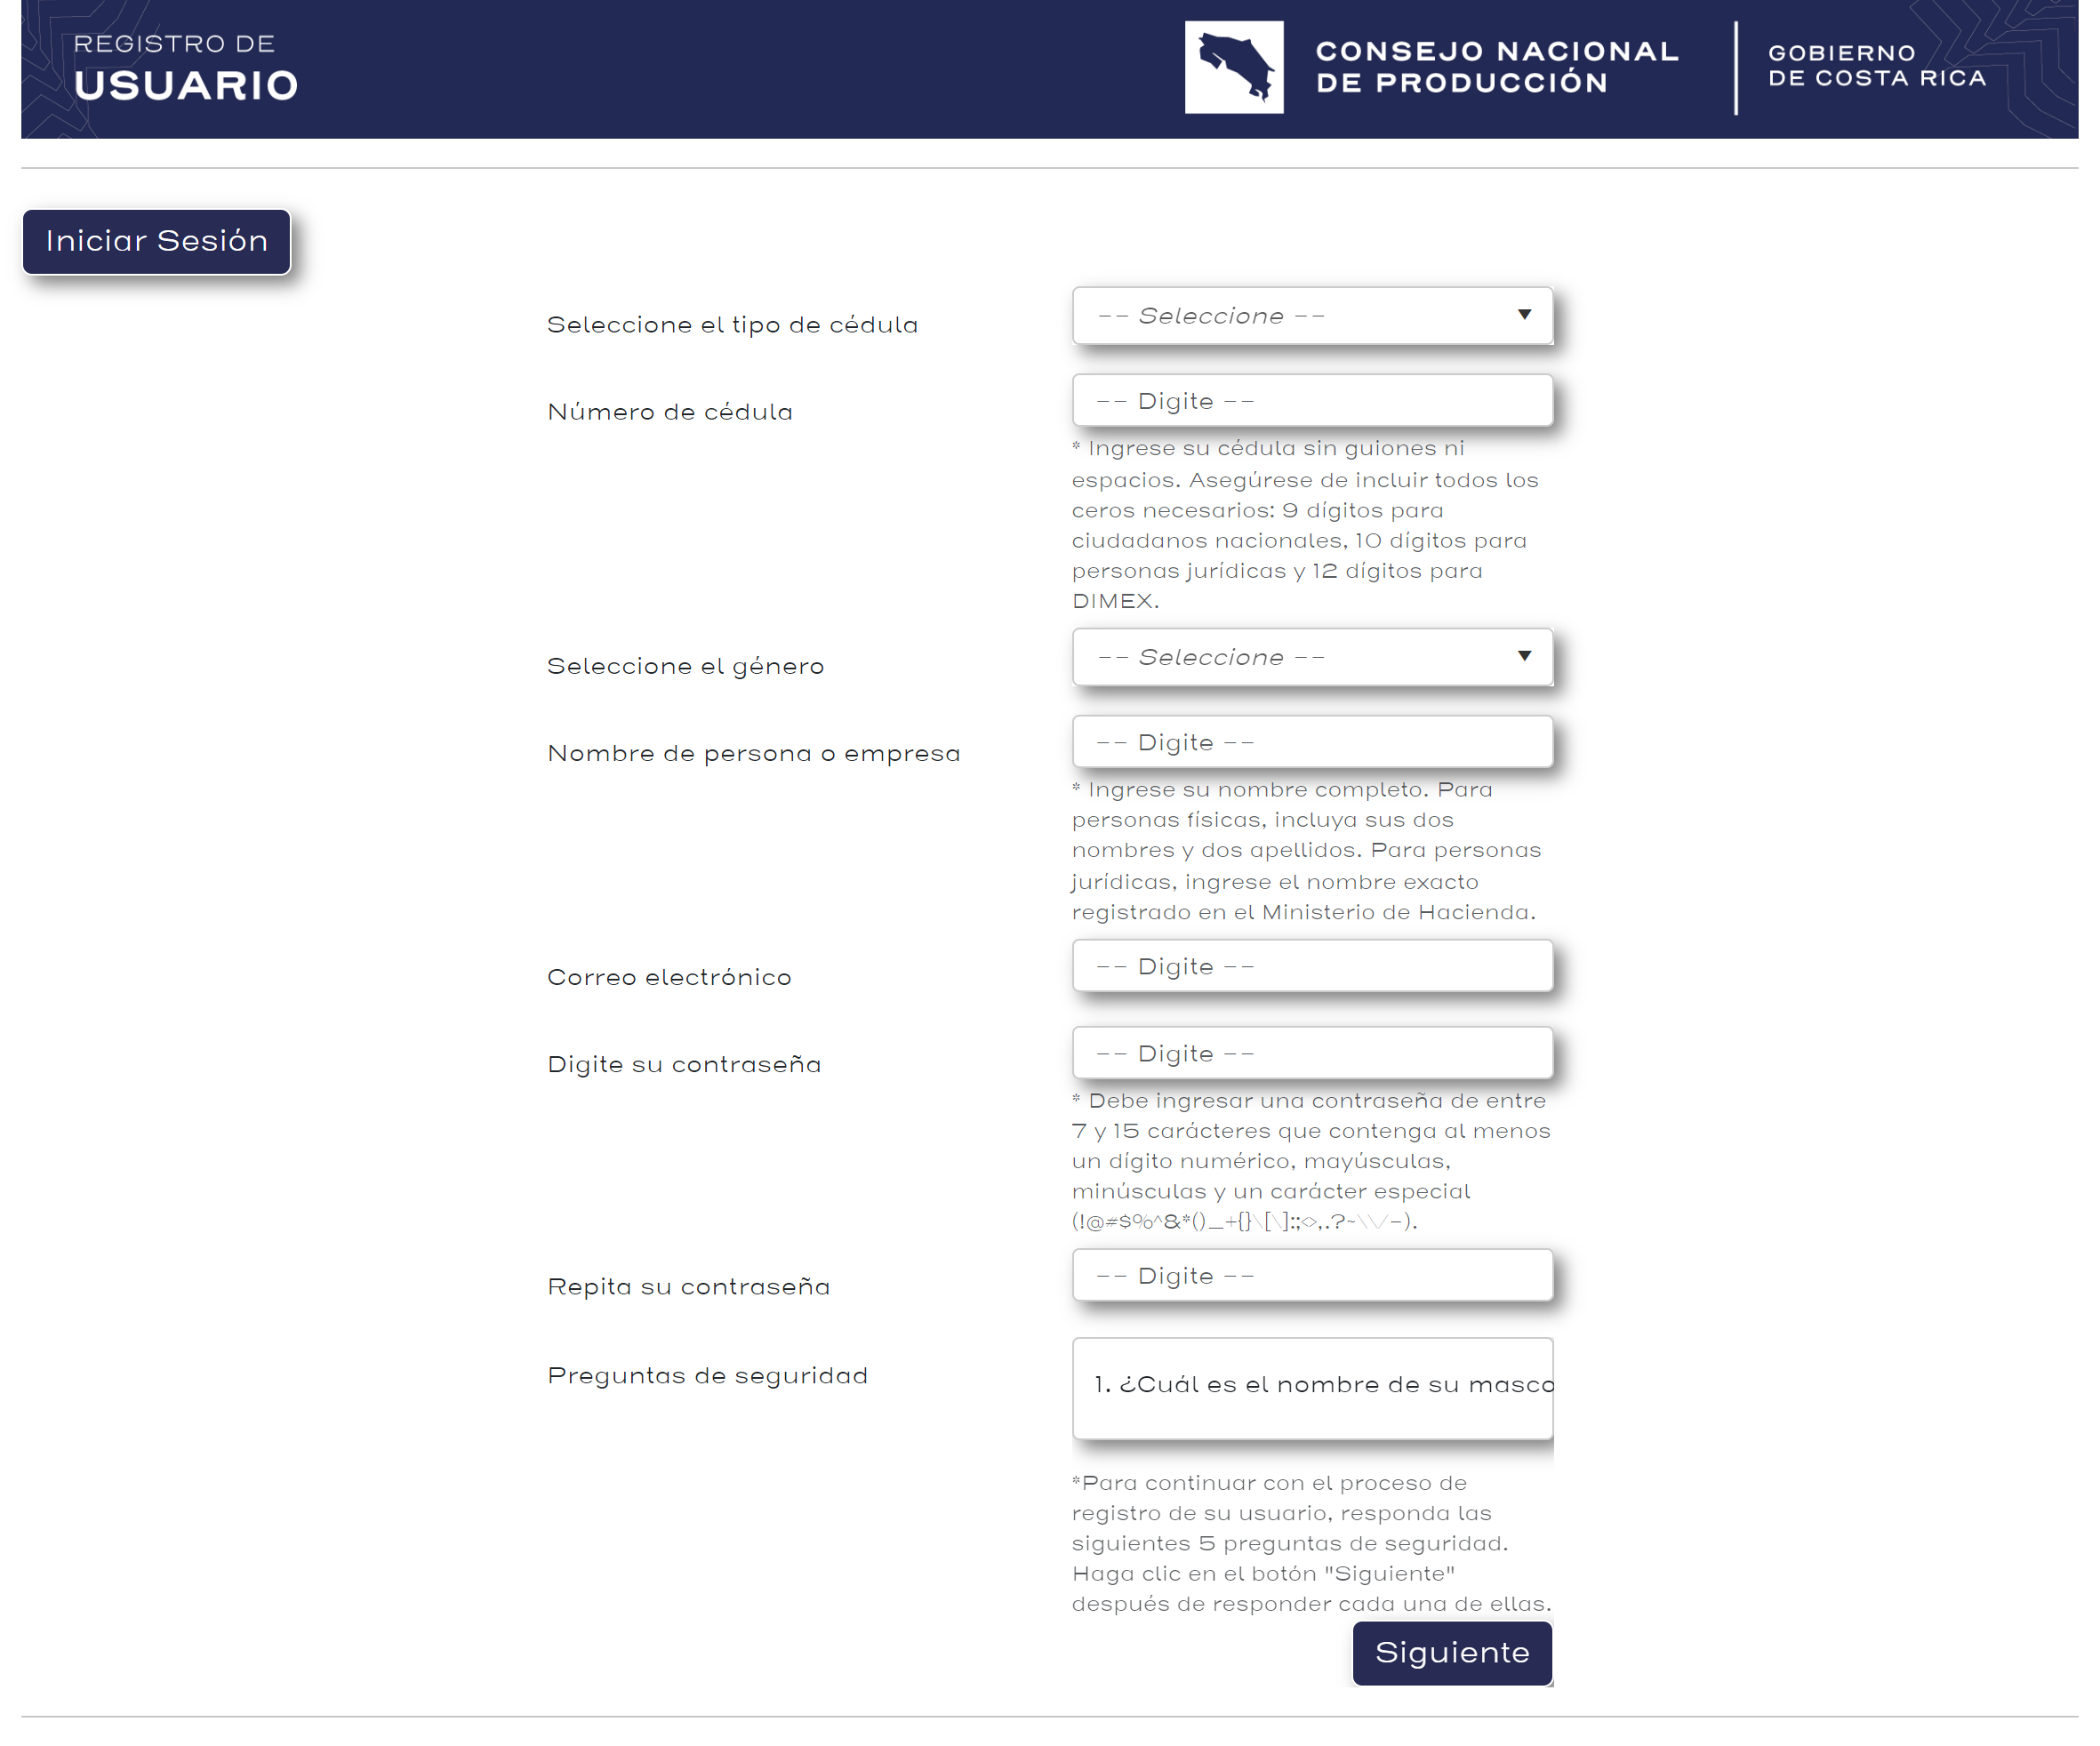 REGISTRO DE
USUARIO
CONSEJO NACIONAL
DE PRODUCCIÓN
GOBIERNO
DE COSTA RICA
Iniciar Sesión
Seleccione el tipo de cédula
-- Seleccione --
Número de cédula
-- Digite --
* Ingrese su cédula sin guiones ni
espacios. Asegúrese de incluir todos los
ceros necesarios: 9 dígitos para
ciudadanos nacionales, 10 dígitos para
personas jurídicas y 12 dígitos para
DIMEX.
Seleccione el género
-- Seleccione --
Nombre de persona o empresa
-- Digite --
* Ingrese su nombre completo. Para
personas físicas, incluya sus dos
nombres y dos apellidos. Para personas
jurídicas, ingrese el nombre exacto
registrado en el Ministerio de Hacienda.
Correo electrónico
-- Digite --
Digite su contraseña
-- Digite --
* Debe ingresar una contraseña de entre
7 y 15 carácteres que contenga al menos
un dígito numérico, mayúsculas,
minúsculas y un carácter especial
(!@#$%^&*()_+{}\[\]:;<>,.?~\\/-).
Repita su contraseña
-- Digite --
Preguntas de seguridad
1. ¿Cuál es el nombre de su masco
*Para continuar con el proceso de
registro de su usuario, responda las
siguientes 5 preguntas de seguridad.
Haga clic en el botón "Siguiente"
después de responder cada una de ellas.
Siguiente